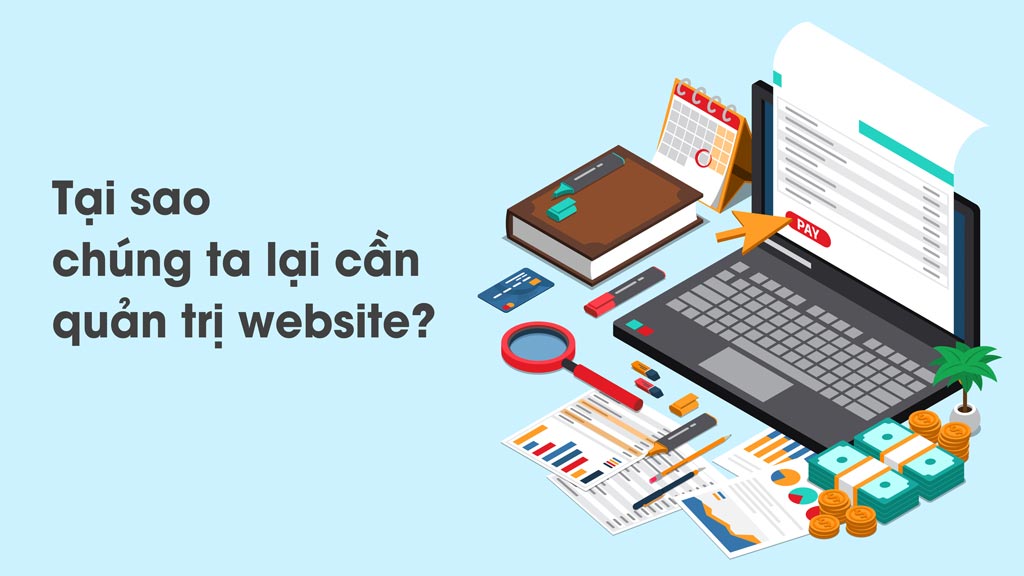 Tại sao
chúng ta lại cần
quản trị website?
PAY